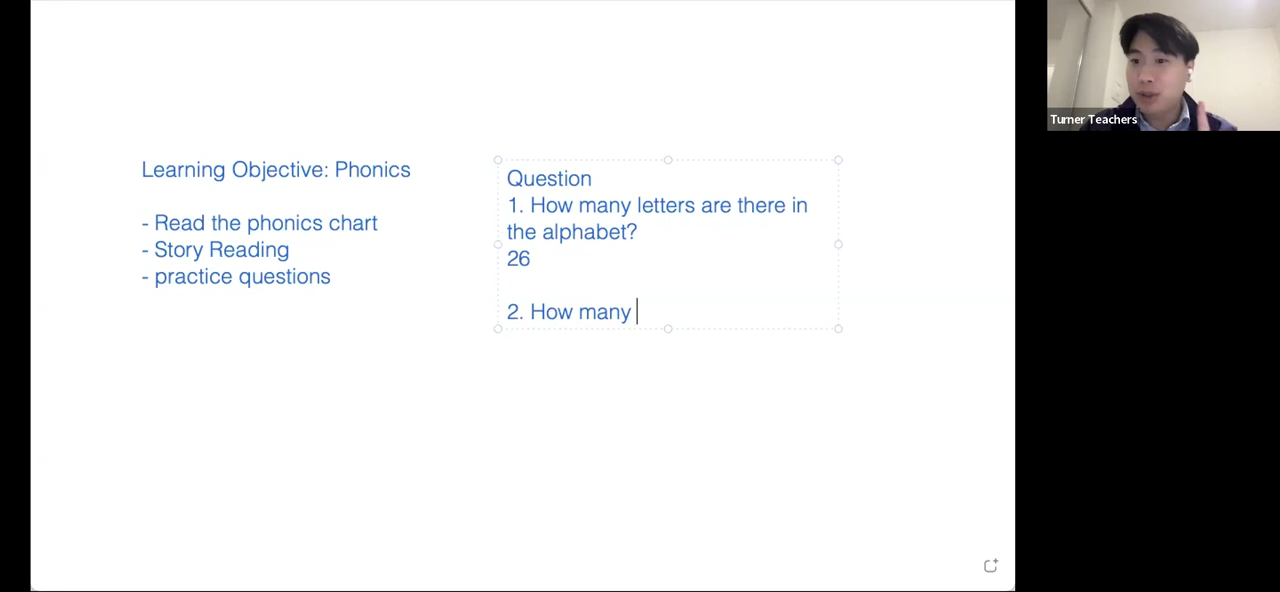 Learning Objective: Phonics
- Read the phonics chart
- Story Reading
- practice questions
Question
1. How many letters are there in
the alphabet?
26
2. How many
Turner Teachers